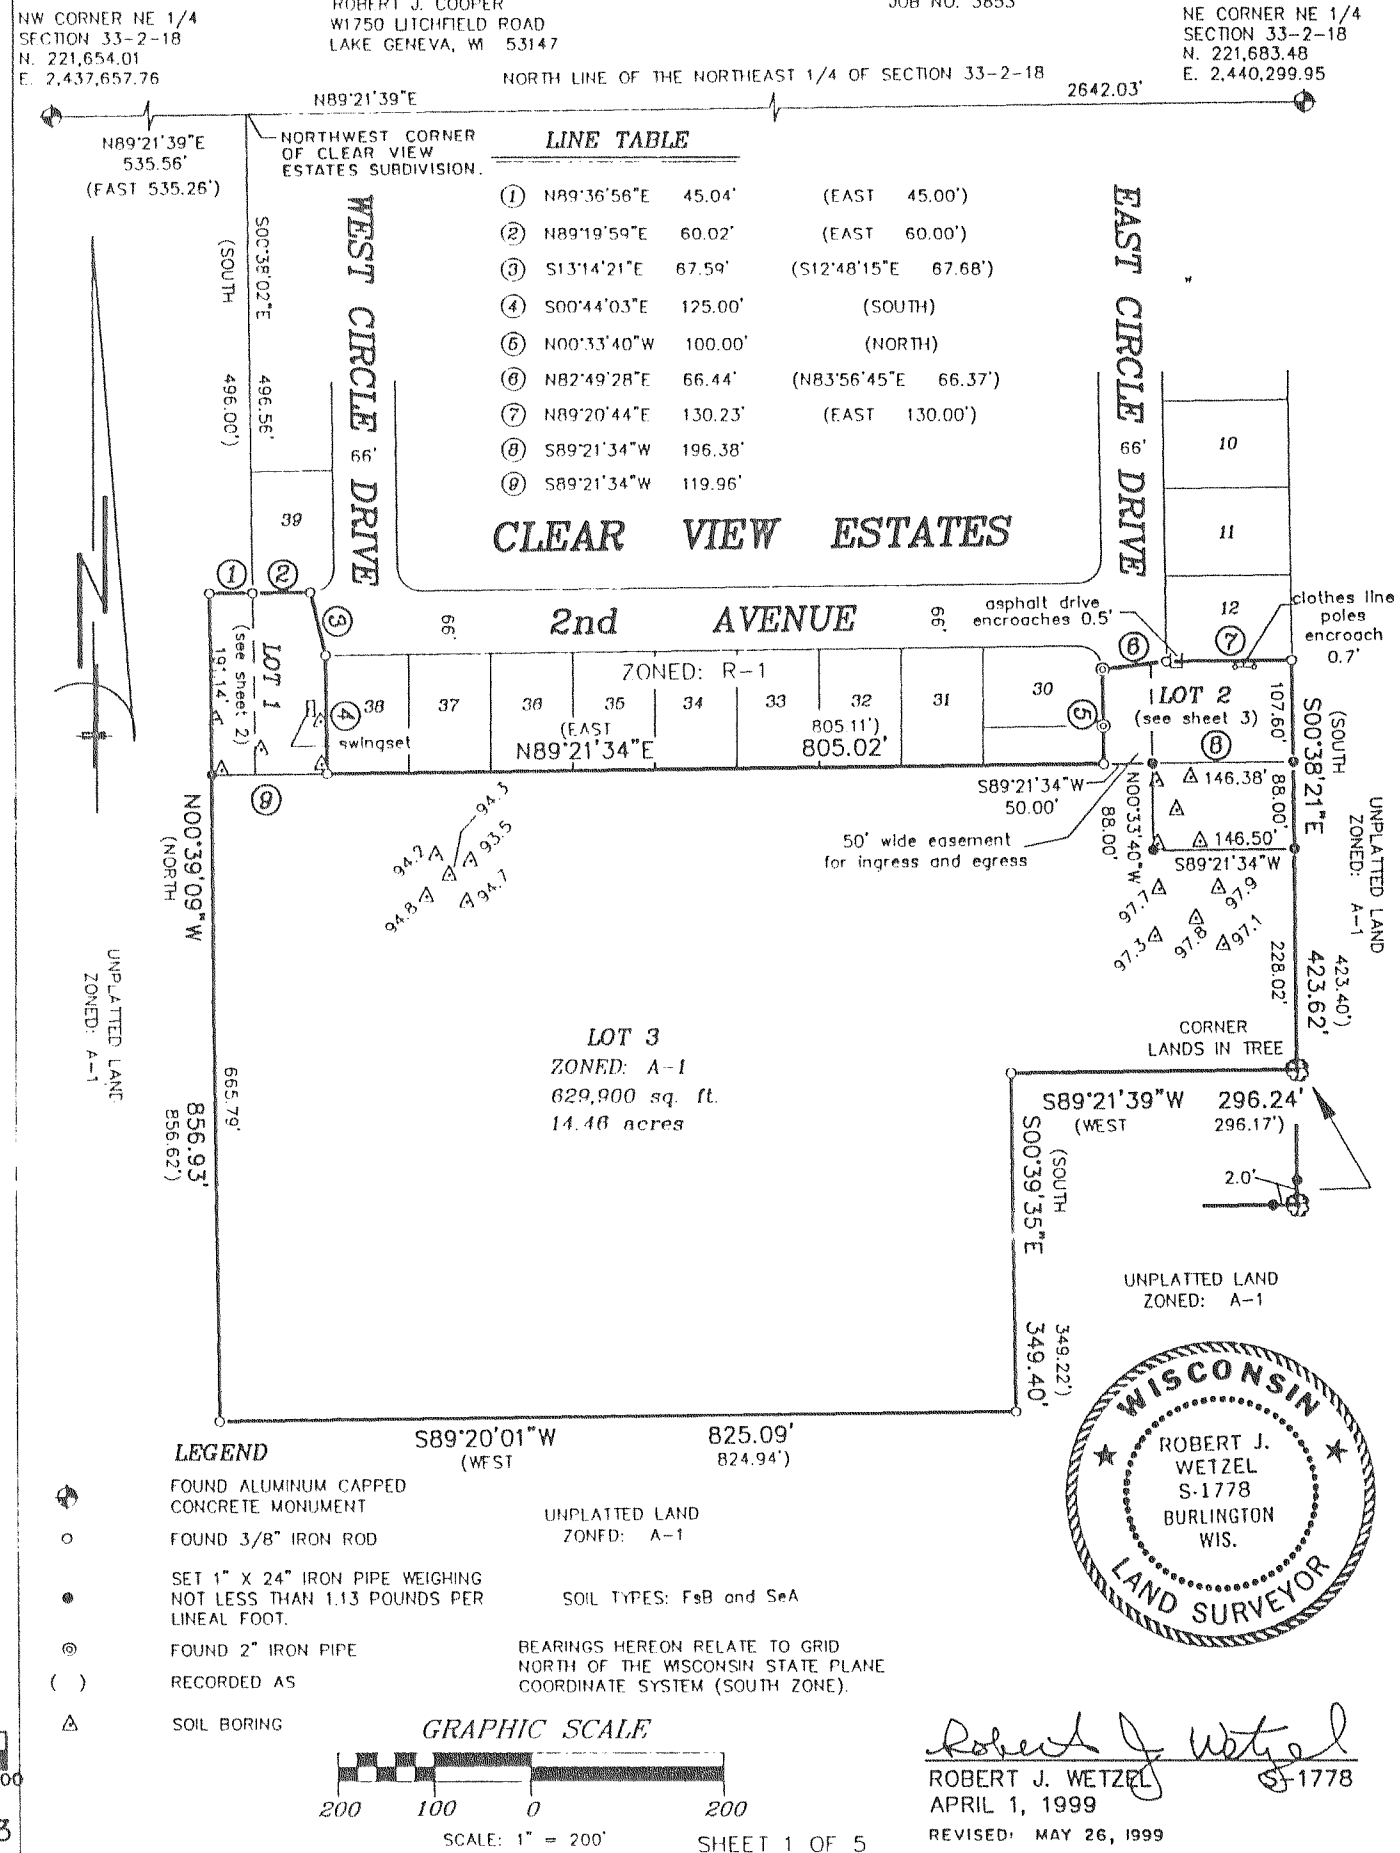 NW CORNER NE 1/4
SECTION 33-2-18
N. 221,654.01
E. 2,437,657.76
ROBERT J. COOPER
W1750 LITCHFIELD ROAD
LAKE GENEVA, WI 53147
JOB NO. 3853
NE CORNER NE 1/4
SECTION 33-2-18
N. 221,683.48
E. 2,440,299.95
NORTH LINE OF THE NORTHEAST 1/4 OF SECTION 33-2-18
2642.03'
N89°21'39"E
N89°21'39"E
535.56'
(EAST 535.26')
NORTHWEST CORNER
OF CLEAR VIEW
ESTATES SUBDIVISION.
LINE TABLE
1 N89°36'56"E 45.04' (EAST 45.00')
2 N89°19'59"E 60.02' (EAST 60.00')
3 S13°14'21"E 67.59' (S12°48'15"E 67.68')
4 S00°44'03"E 125.00' (SOUTH)
5 N00°33'40"W 100.00' (NORTH)
6 N82°49'28"E 66.44' (N83°56'45"E 66.37')
7 N89°20'44"E 130.23' (EAST 130.00')
8 S89°21'34"W 196.38'
9 S89°21'34"W 119.96'
S00°38'02"E 496.56'
(SOUTH 496.00')
WEST CIRCLE 66' DRIVE
EAST CIRCLE 66' DRIVE
N
10
11
12
39
CLEAR VIEW ESTATES
1
2
3
66'
2nd AVENUE
66'
asphalt drive
encroaches 0.5'
clothes line
poles
encroach
0.7'
6
7
LOT 1
(see sheet 2)
191.14'
swingset
4
9
ZONED: R-1
38
37
36
35
34
33
32
31
30
5
(EAST 805.11')
N89°21'34"E 805.02'
LOT 2
(see sheet 3)
8
107.60'
S00°38'21"E 423.62'
(SOUTH 423.40')
S89°21'34"W
50.00'
146.38'
88.00'
N00°33'40"W
88.00'
146.50'
S89°21'34"W
50' wide easement
for ingress and egress
94.3
94.2
93.5
94.8
94.7
97.7
97.9
97.3
97.8
97.1
228.02'
UNPLATTED LAND
ZONED: A-1
N00°39'09"W 856.93'
(NORTH 856.62')
665.79'
UNPLATTED LAND
ZONED: A-1
LOT 3
ZONED: A-1
629,900 sq. ft.
14.46 acres
CORNER
LANDS IN TREE
S89°21'39"W 296.24'
(WEST 296.17')
2.0'
S00°39'35"E 349.40'
(SOUTH 349.22')
UNPLATTED LAND
ZONED: A-1
S89°20'01"W 825.09'
(WEST 824.94')
LEGEND
FOUND ALUMINUM CAPPED
CONCRETE MONUMENT
FOUND 3/8" IRON ROD
SET 1" X 24" IRON PIPE WEIGHING
NOT LESS THAN 1.13 POUNDS PER
LINEAL FOOT.
FOUND 2" IRON PIPE
( ) RECORDED AS
SOIL BORING
UNPLATTED LAND
ZONED: A-1
SOIL TYPES: FsB and SeA
BEARINGS HEREON RELATE TO GRID
NORTH OF THE WISCONSIN STATE PLANE
COORDINATE SYSTEM (SOUTH ZONE).
WISCONSIN
ROBERT J.
WETZEL
S-1778
BURLINGTON
WIS.
LAND SURVEYOR
GRAPHIC SCALE
200 100 0 200
SCALE: 1" = 200'
SHEET 1 OF 5
Robert J Wetzel
ROBERT J. WETZEL S-1778
APRIL 1, 1999
REVISED: MAY 26, 1999